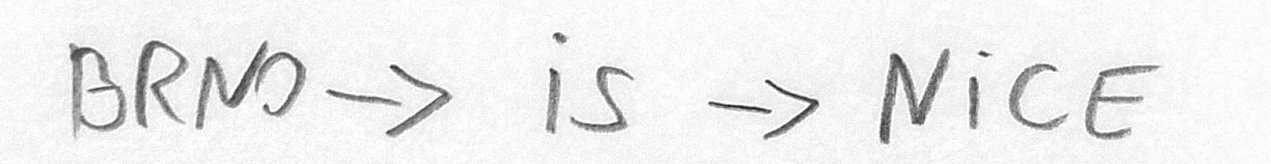 BRNO -> is -> NiCE